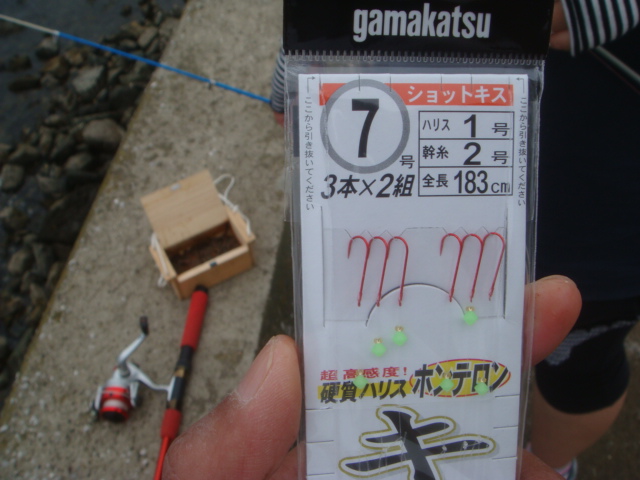 gamakatsu
ショットキス
7号
ハリス 1号
幹糸 2号
全長 183cm
3本×2組
ここから引き抜いてください
ここから引き抜いてください
超高感度!
硬質ハリス ホンテロン
キ